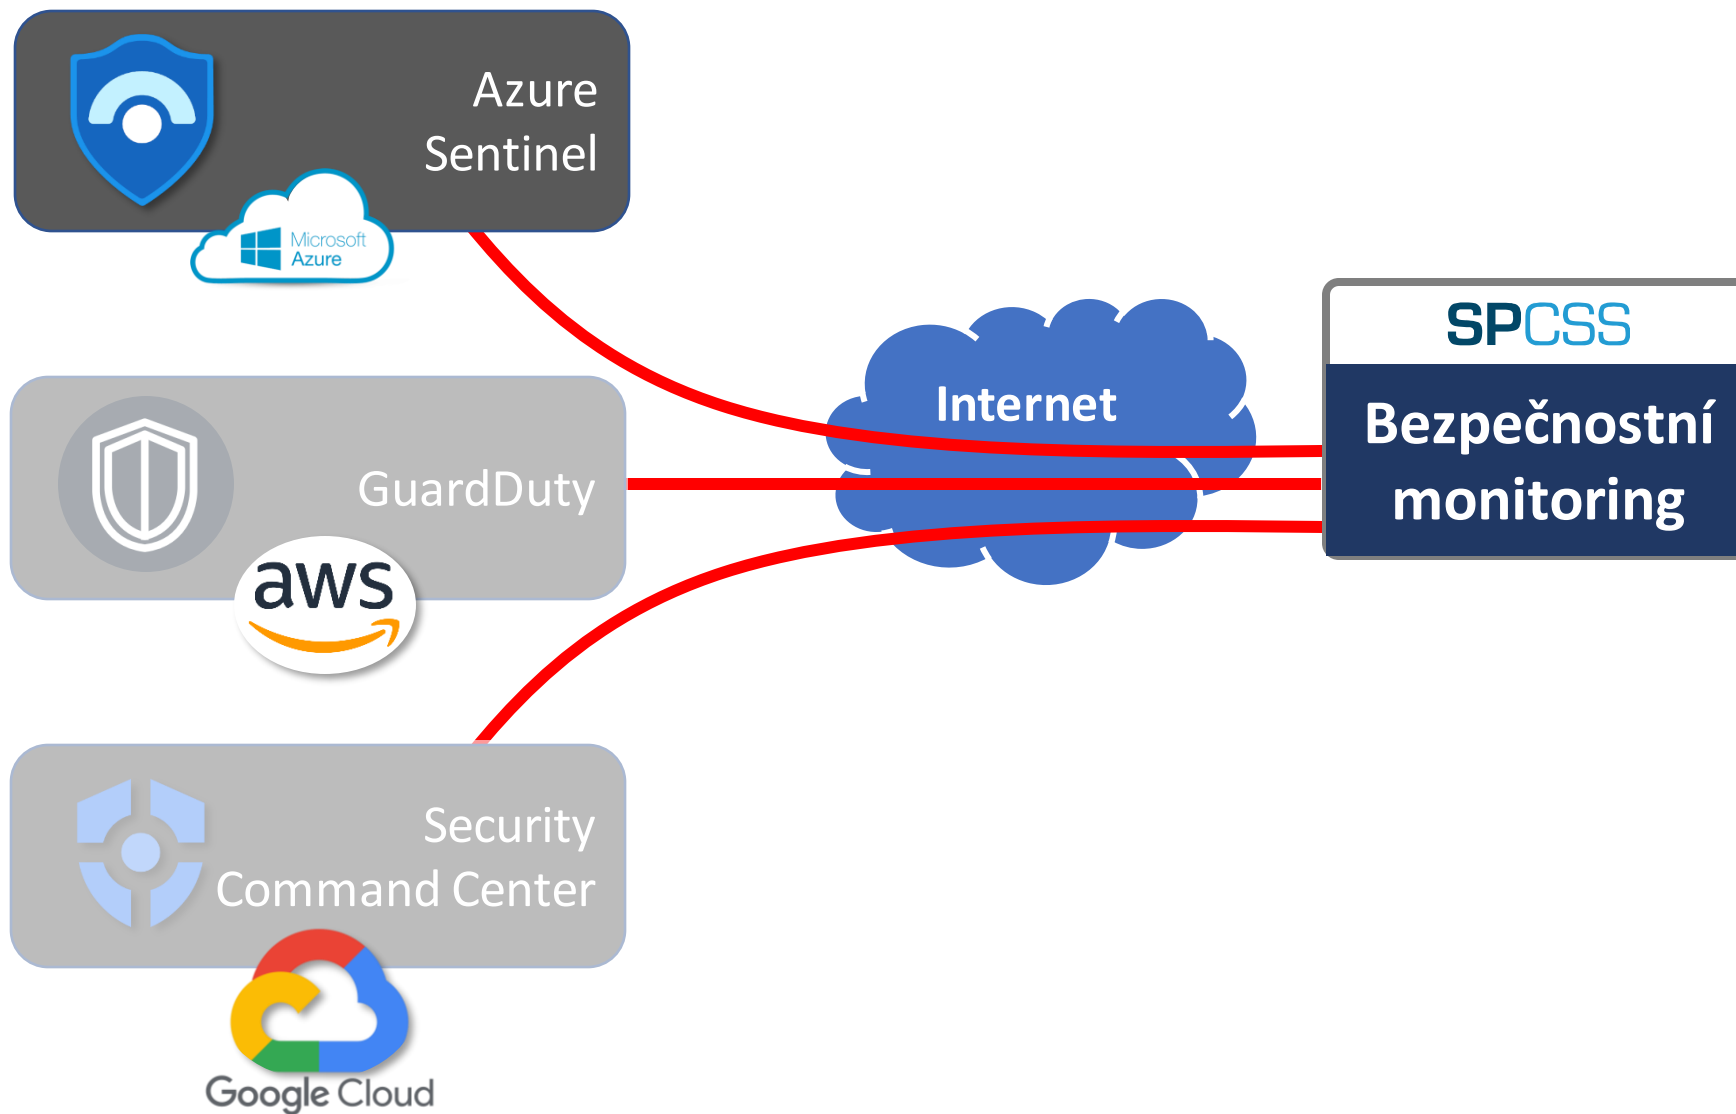 Azure
Sentinel
Microsoft
Azure
Internet
SPCSS
Bezpečnostní
monitoring
GuardDuty
aws
Security
Command Center
Google Cloud